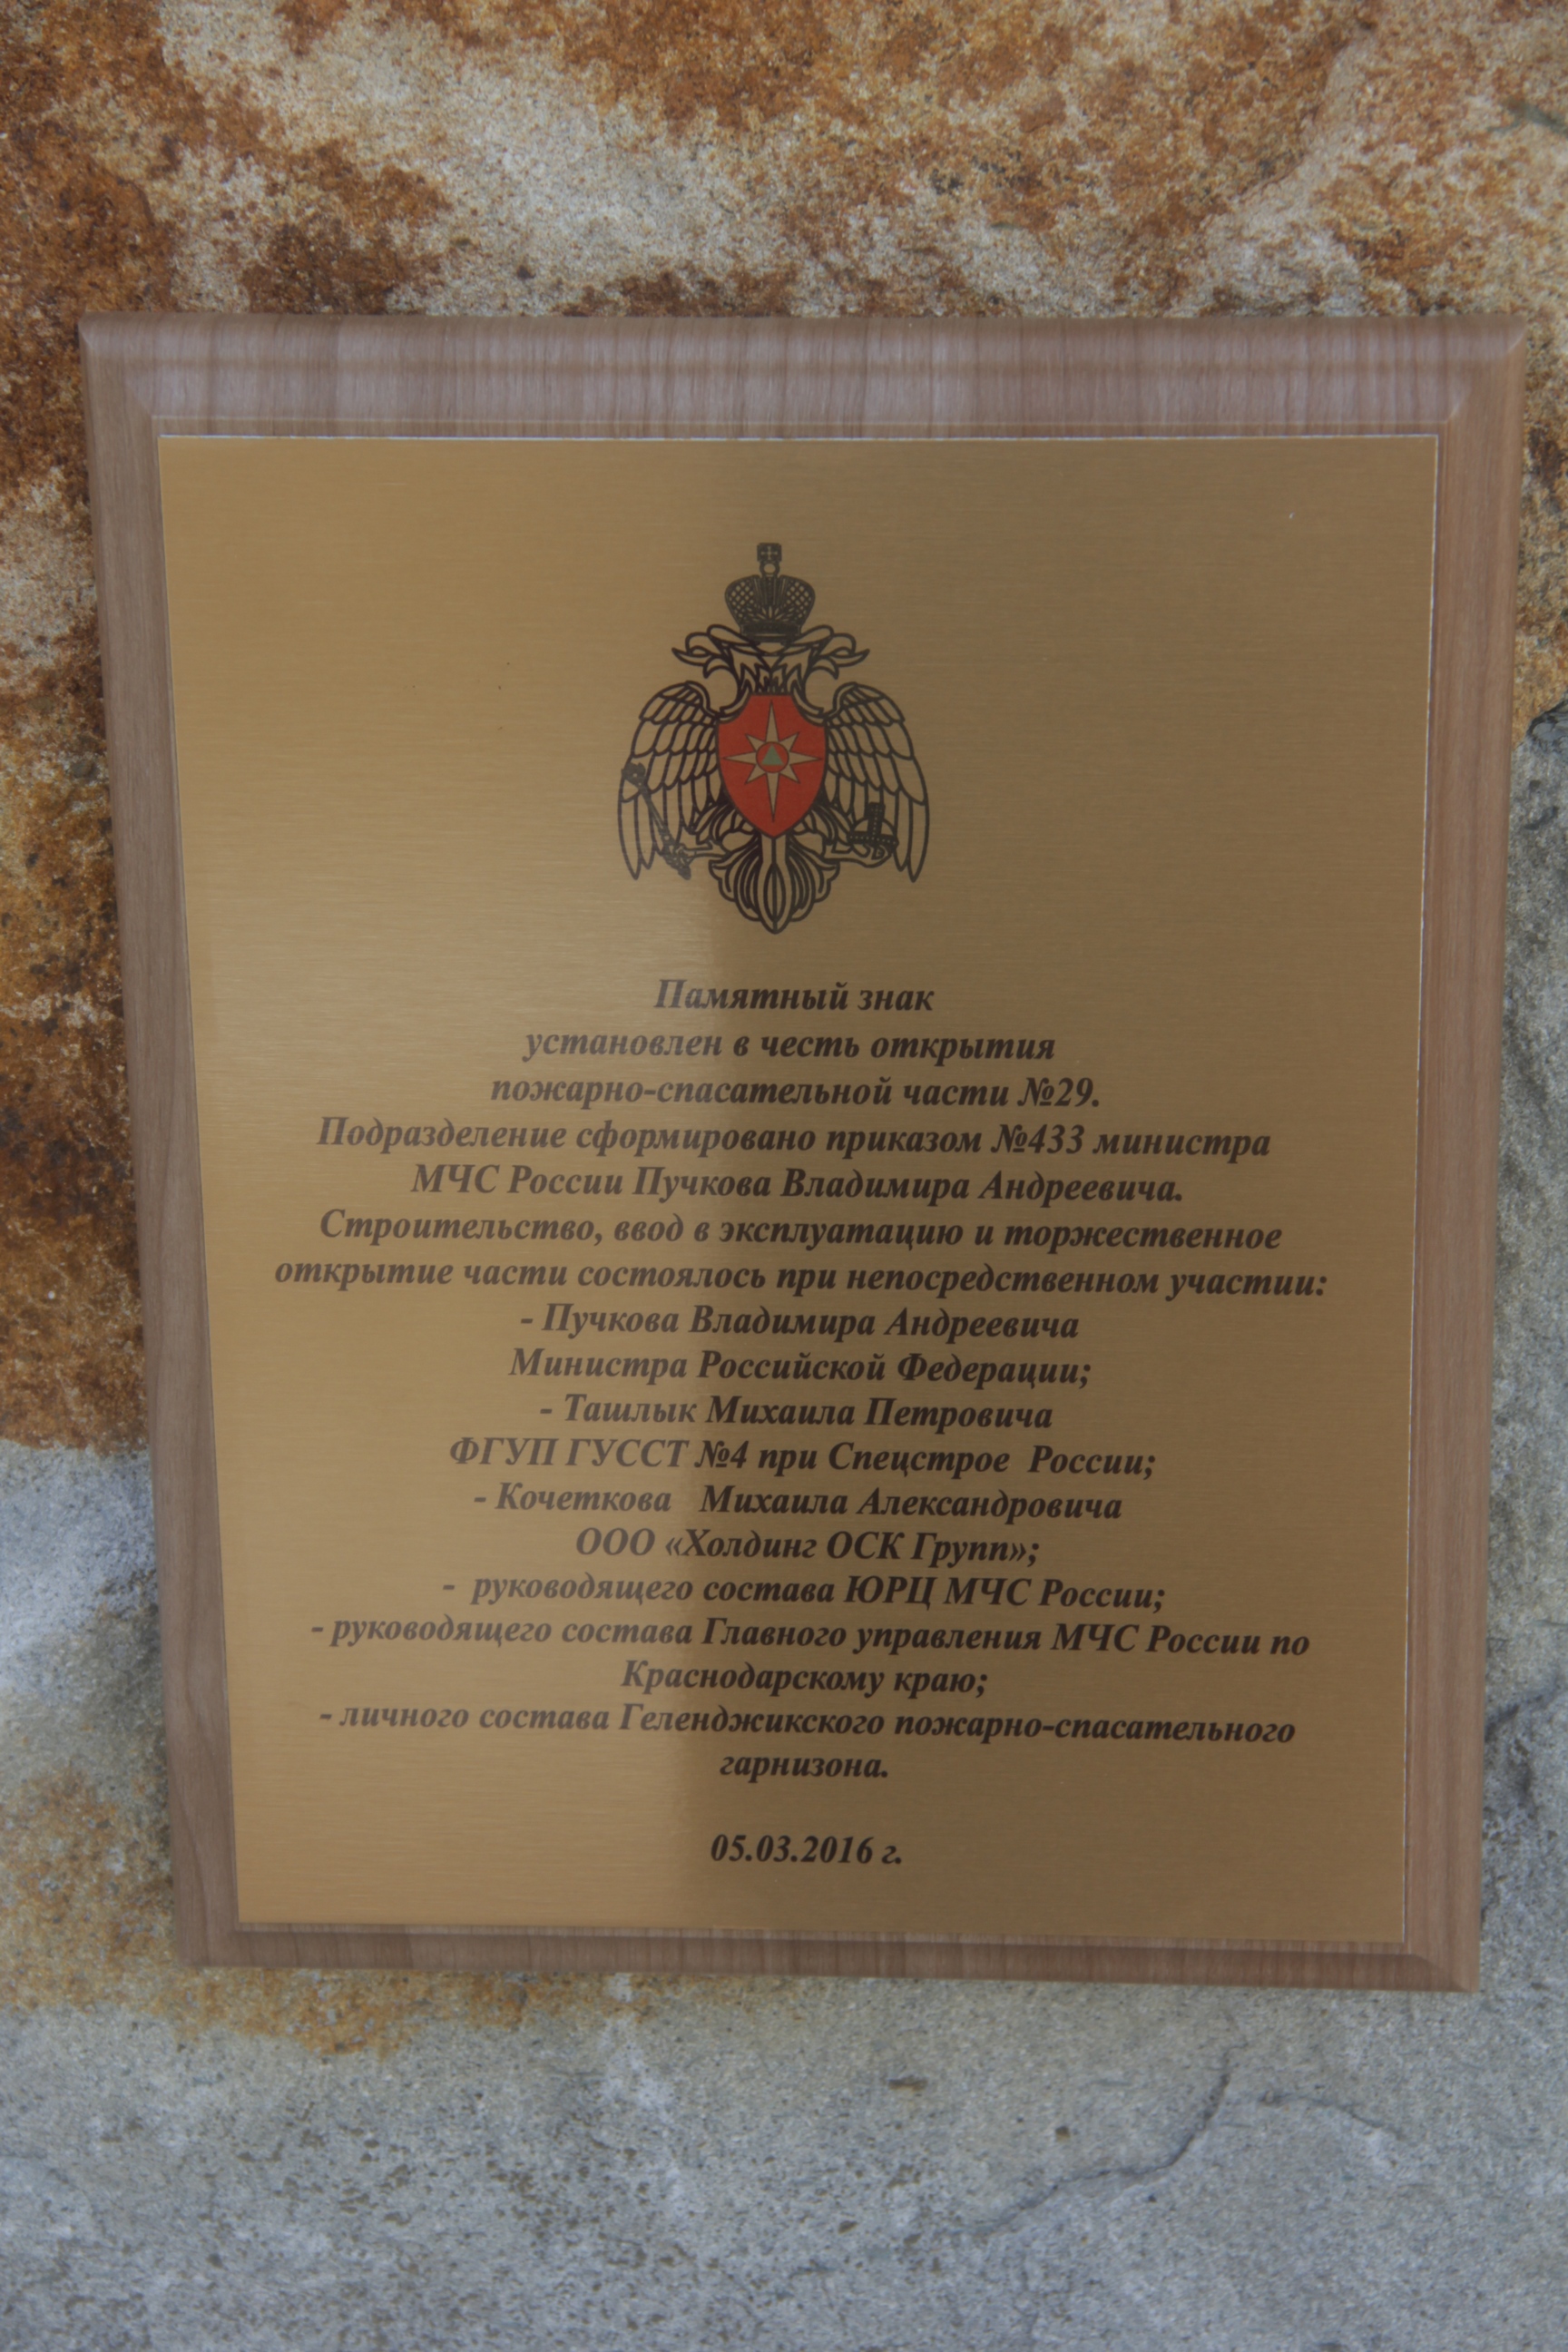 Памятный знак
установлен в честь открытия
пожарно-спасательной части №29.
Подразделение сформировано приказом №433 министра
МЧС России Пучкова Владимира Андреевича.
Строительство, ввод в эксплуатацию и торжественное
открытие части состоялось при непосредственном участии:
- Пучкова Владимира Андреевича
Министра Российской Федерации;
- Ташлык Михаила Петровича
ФГУП ГУССТ №4 при Спецстрое России;
- Кочеткова Михаила Александровича
ООО «Холдинг ОСК Групп»;
- руководящего состава ЮРЦ МЧС России;
- руководящего состава Главного управления МЧС России по
Краснодарскому краю;
- личного состава Геленджикского пожарно-спасательного
гарнизона.
05.03.2016 г.